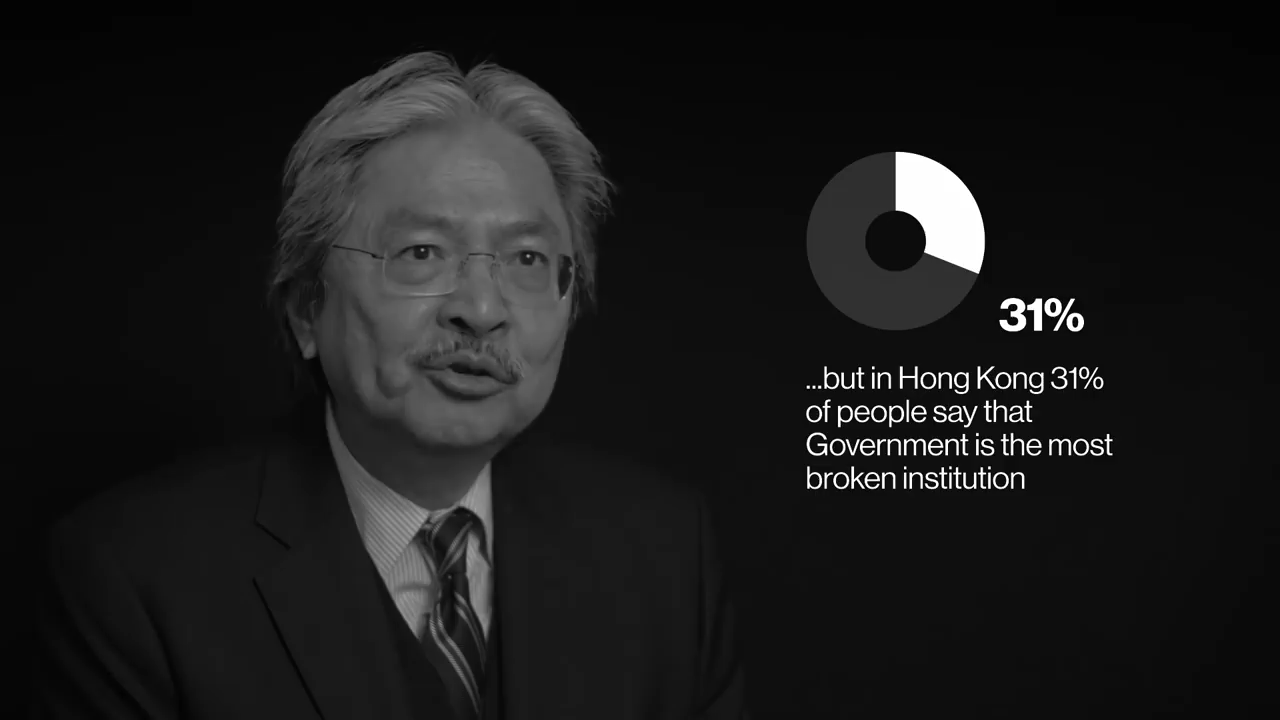 31%
...but in Hong Kong 31%
of people say that
Government is the most
broken institution